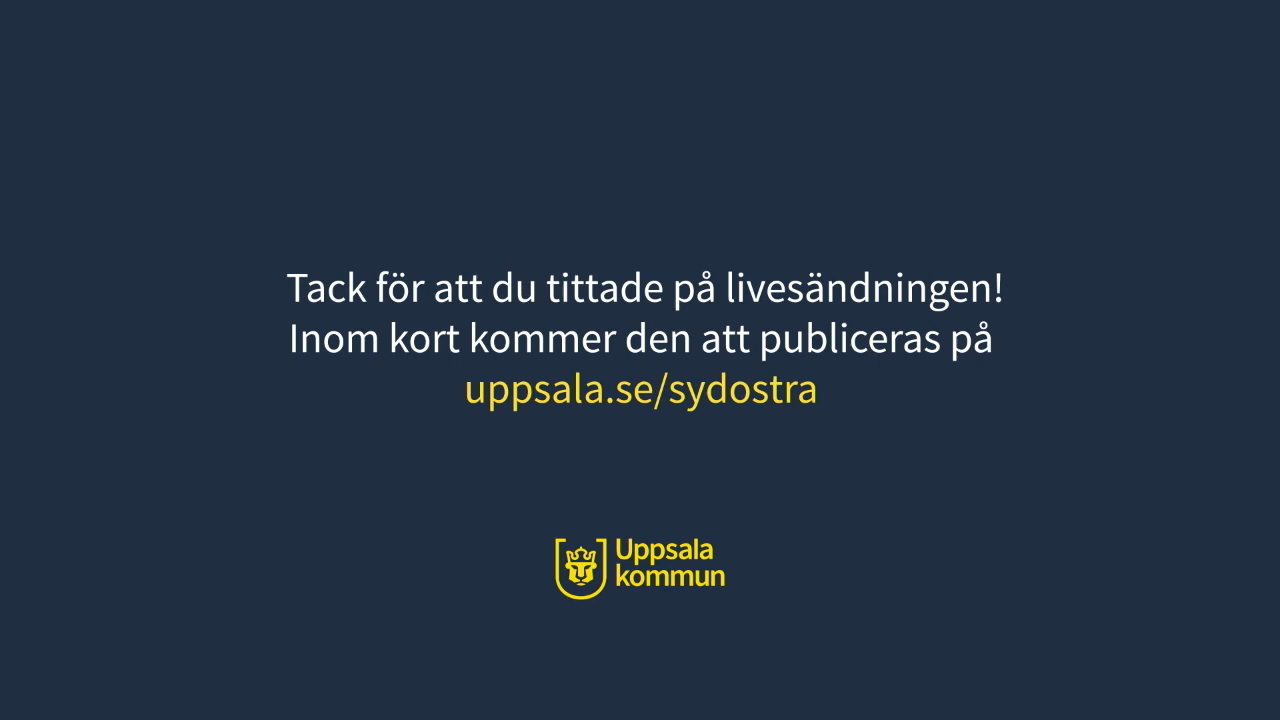 Tack för att du tittade på livesändningen!
Inom kort kommer den att publiceras på
uppsala.se/sydostra
Uppsala
kommun